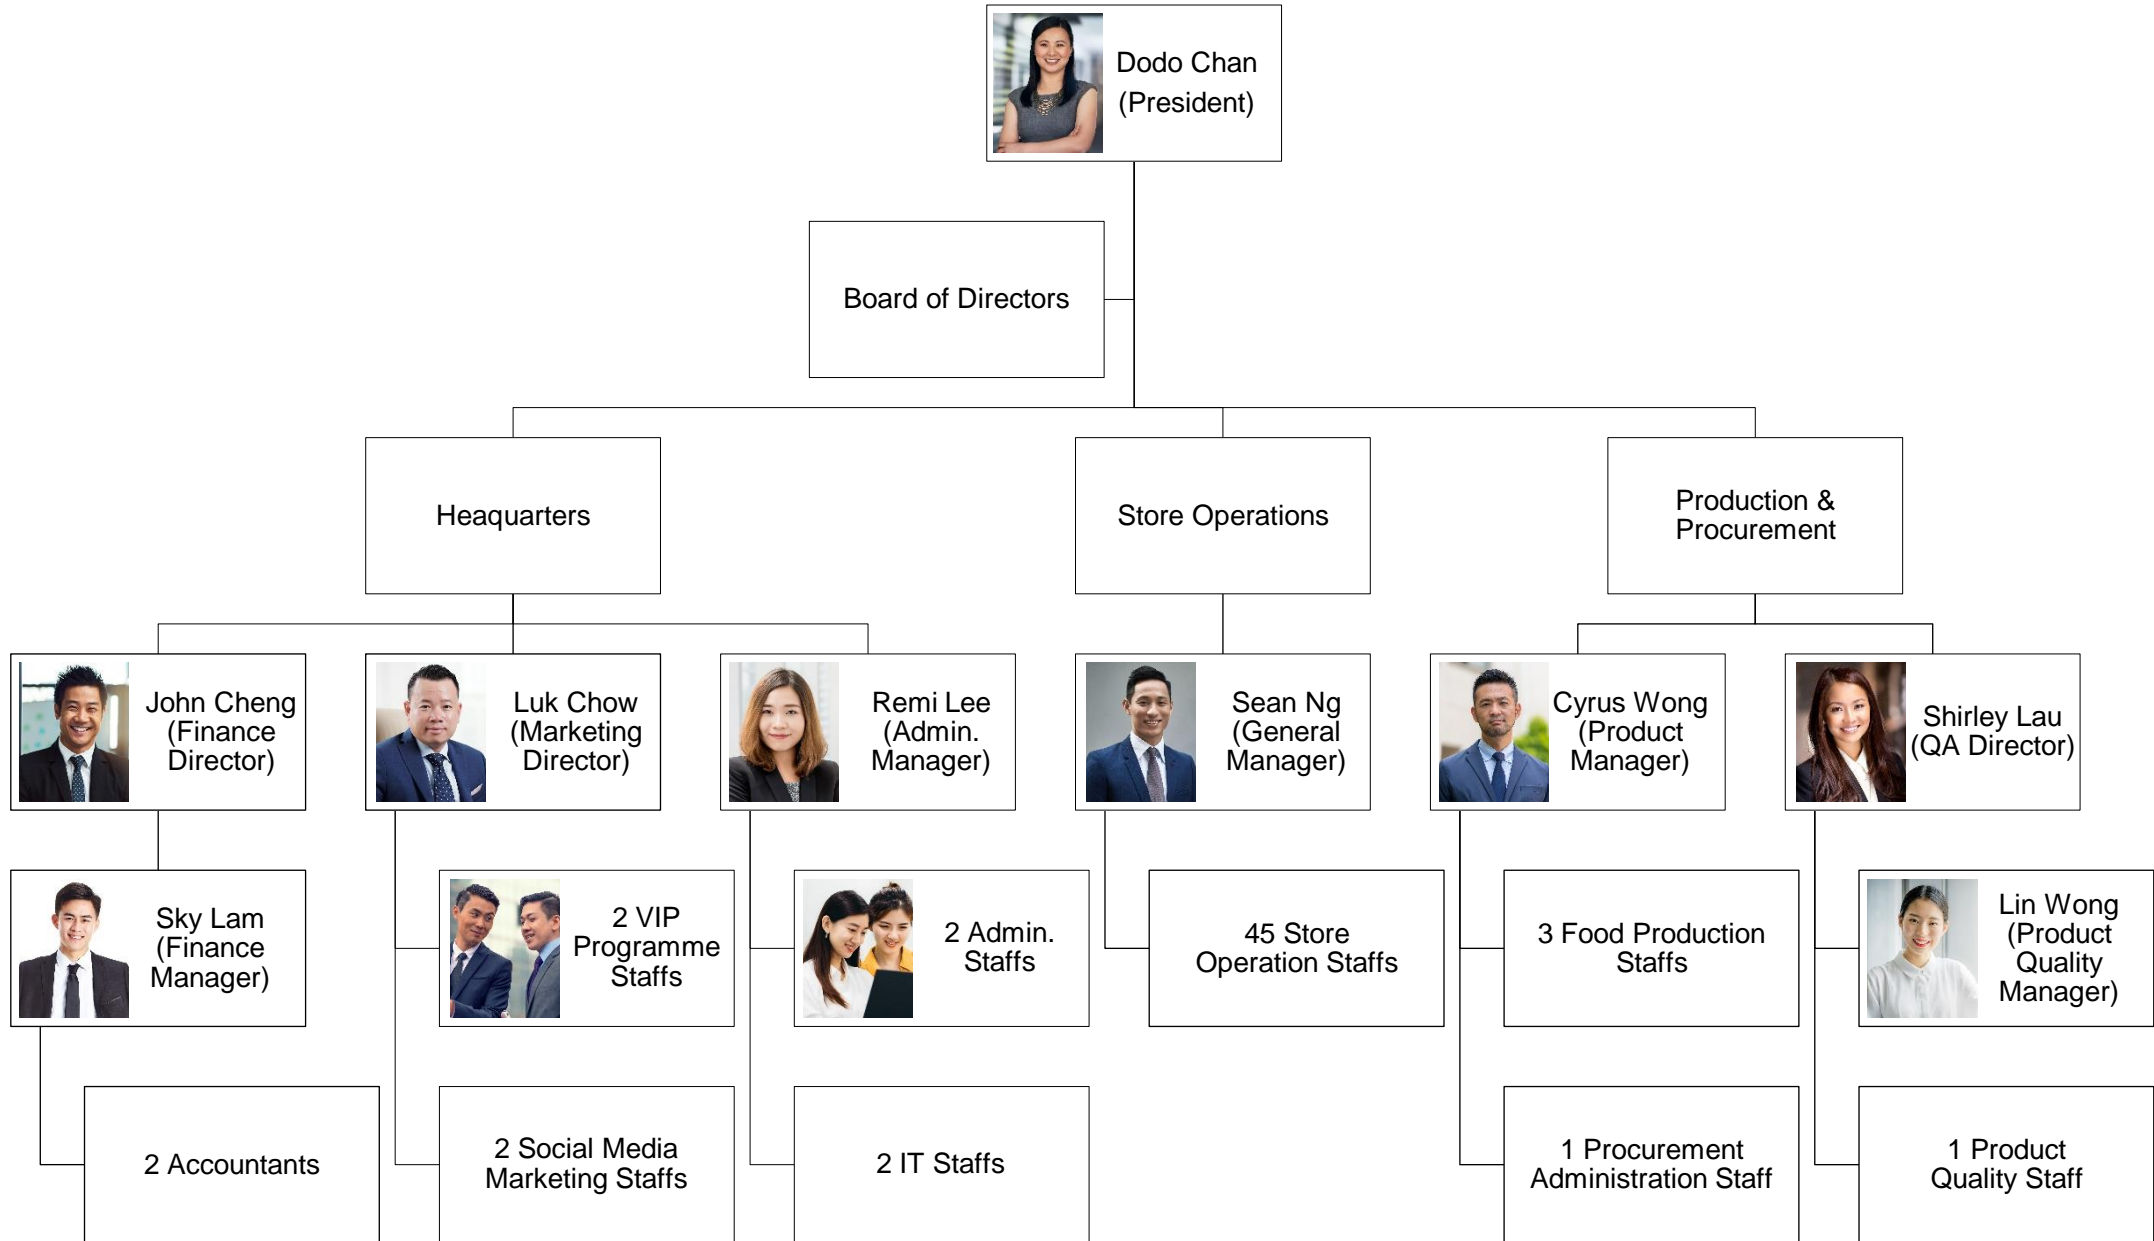 Dodo Chan
(President)
Board of Directors
Heaquarters
Store Operations
Production &
Procurement
John Cheng
(Finance
Director)
Luk Chow
(Marketing
Director)
Remi Lee
(Admin.
Manager)
Sean Ng
(General
Manager)
Cyrus Wong
(Product
Manager)
Shirley Lau
(QA Director)
Sky Lam
(Finance
Manager)
2 VIP
Programme
Staffs
2 Admin.
Staffs
45 Store
Operation Staffs
3 Food Production
Staffs
Lin Wong
(Product
Quality
Manager)
2 Accountants
2 Social Media
Marketing Staffs
2 IT Staffs
1 Procurement
Administration Staff
1 Product
Quality Staff